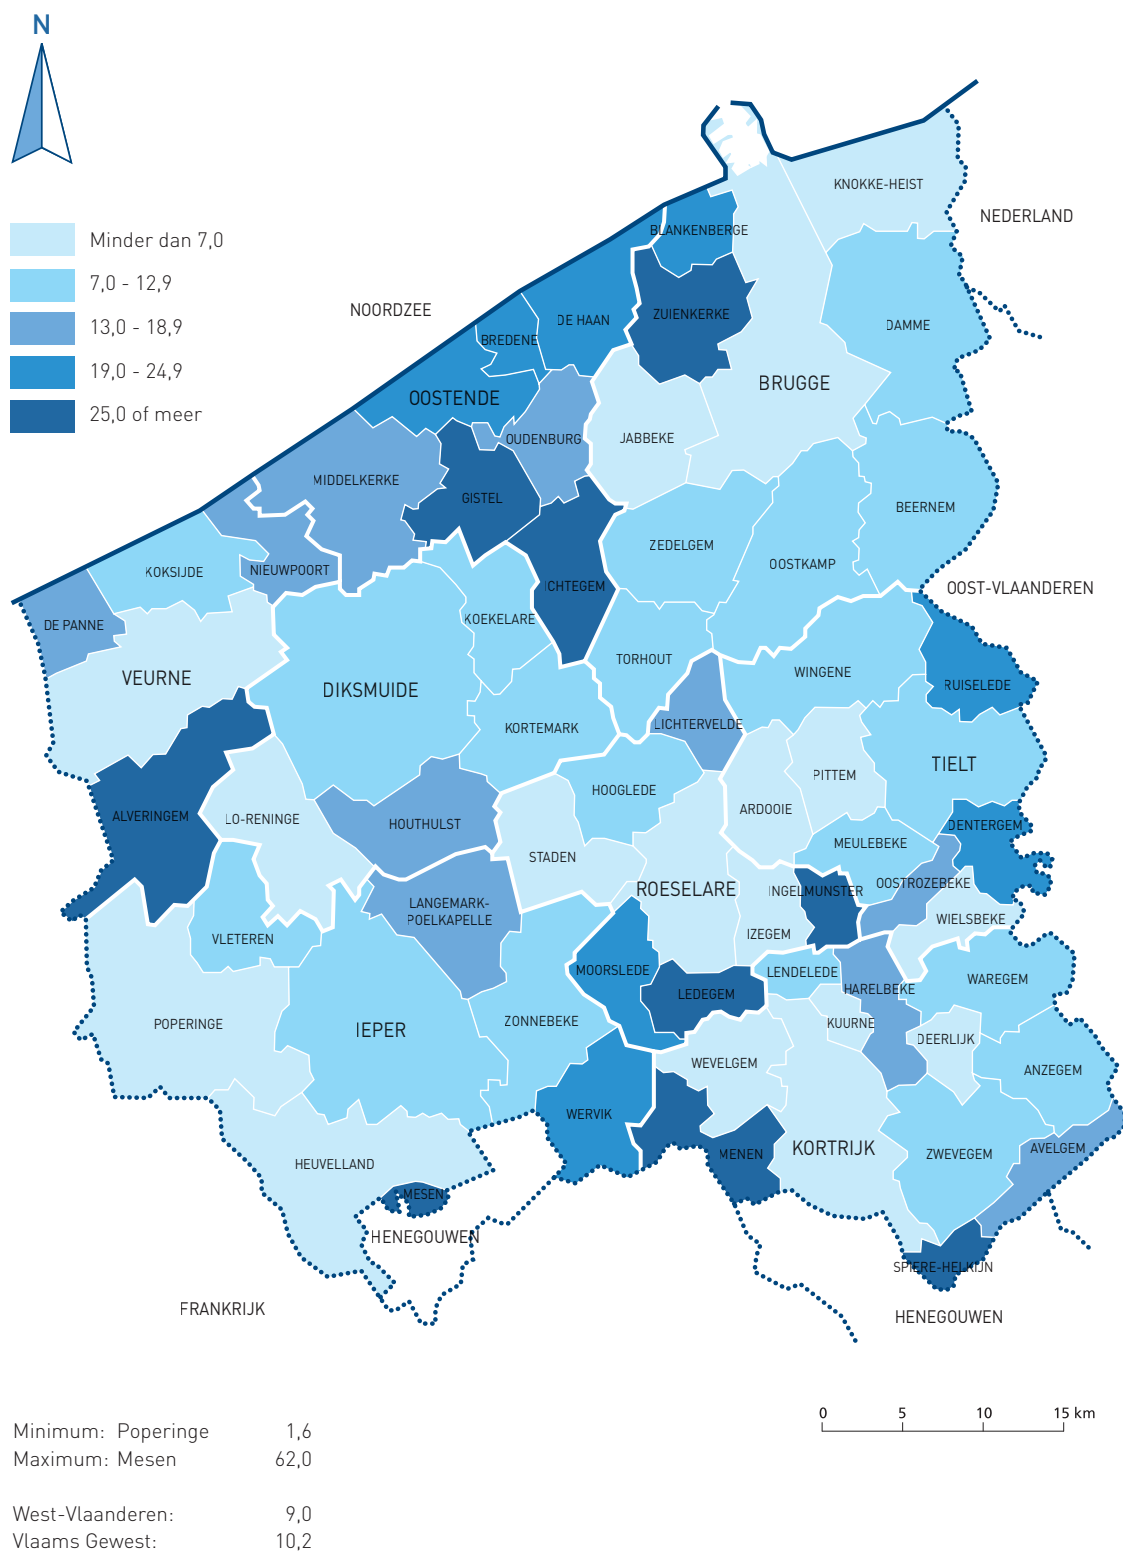 N
Minder dan 7,0
7,0 - 12,9
13,0 - 18,9
19,0 - 24,9
25,0 of meer
KNOKKE-HEIST
NEDERLAND
BLANKENBERGE
NOORDZEE
DE HAAN
ZUIENKERKE
DAMME
BREDENE
BRUGGE
OOSTENDE
OUDENBURG
JABBEKE
MIDDELKERKE
GISTEL
BEERNEM
ZEDELGEM
OOSTKAMP
KOKSIJDE
NIEUWPOORT
ICHTEGEM
OOST-VLAANDEREN
KOEKELARE
DE PANNE
TORHOUT
VEURNE
DIKSMUIDE
WINGENE
RUISELEDE
KORTEMARK
LICHTERVELDE
TIELT
PITTEM
HOOGLEDE
ARDOOIE
ALVERINGEM
LO-RENINGE
HOUTHULST
DENTERGEM
MEULEBEKE
STADEN
ROESELARE
INGELMUNSTER
OOSTROZEBEKE
LANGEMARK-
POELKAPELLE
WIELSBEKE
VLETEREN
IZEGEM
MOORSLEDE
LENDELEDE
WAREGEM
LEDEGEM
HARELBEKE
POPERINGE
IEPER
ZONNEBEKE
KUURNE
DEERLIJK
WEVELGEM
ANZEGEM
WERVIK
KORTRIJK
AVELGEM
MENEN
ZWEVEGEM
HEUVELLAND
MESEN
HENEGOUWEN
SPIERE-HELKIJN
FRANKRIJK
HENEGOUWEN
0 5 10 15 km
Minimum: Poperinge 1,6
Maximum: Mesen 62,0
West-Vlaanderen: 9,0
Vlaams Gewest: 10,2